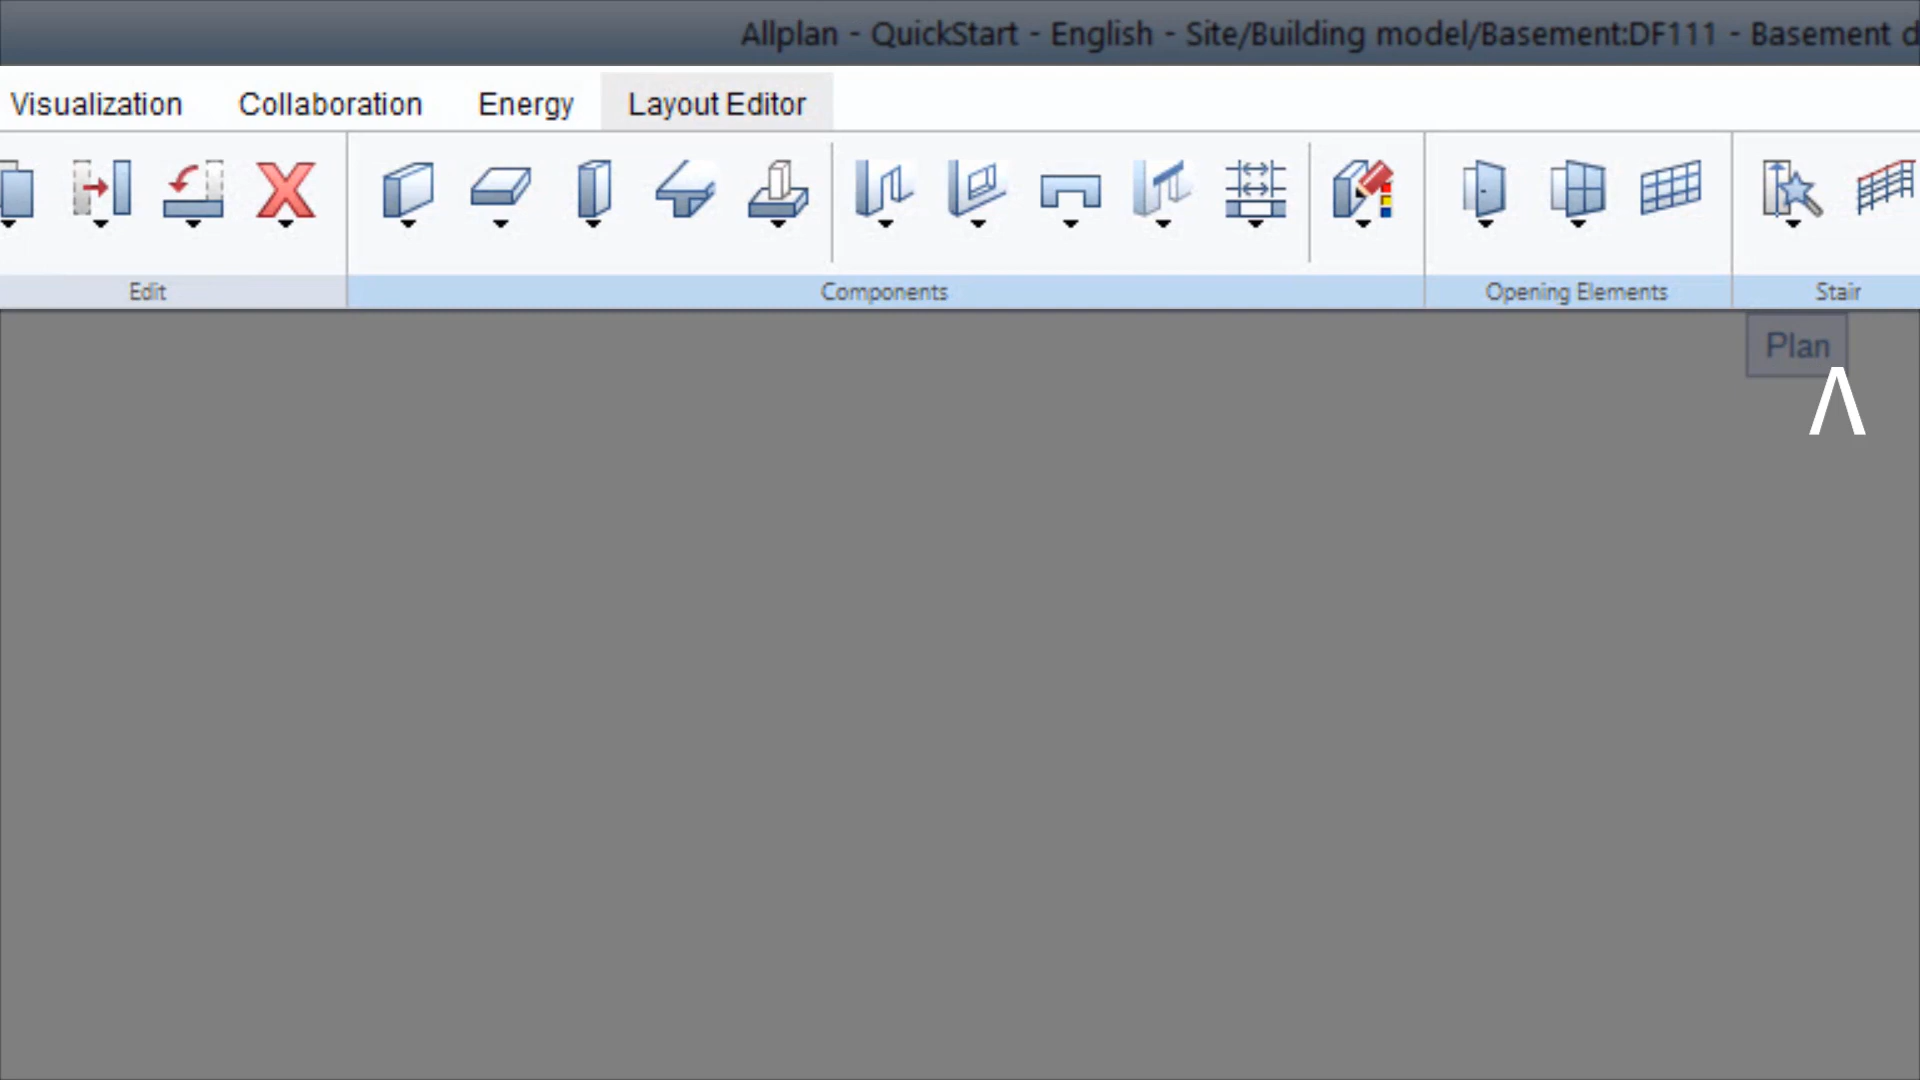 Allplan - QuickStart - English - Site/Building model/Basement:DF111 - Basement d
Visualization Collaboration Energy Layout Editor
Edit Components Opening Elements Stair
Plan